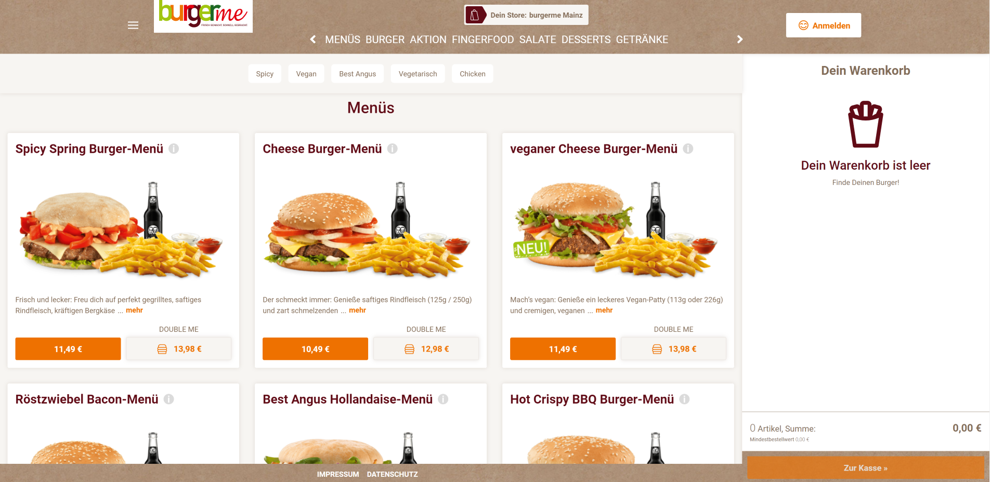 burgerme
Dein Store: burgerme Mainz
Anmelden
MENÜS BURGER AKTION FINGERFOOD SALATE DESSERTS GETRÄNKE
Spicy Vegan Best Angus Vegetarisch Chicken
Menüs
Spicy Spring Burger-Menü
Frisch und lecker: Freu dich auf perfekt gegrilltes, saftiges
Rindfleisch, kräftigen Bergkäse ... mehr
DOUBLE ME
11,49 € 13,98 €
Cheese Burger-Menü
Der schmeckt immer: Genieße saftiges Rindfleisch (125g / 250g)
und zart schmelzenden ... mehr
DOUBLE ME
10,49 € 12,98 €
veganer Cheese Burger-Menü
NEU!
Mach's vegan: Genieße ein leckeres Vegan-Patty (113g oder 226g)
und cremigen, veganen ... mehr
DOUBLE ME
11,49 € 13,98 €
Röstzwiebel Bacon-Menü
Best Angus Hollandaise-Menü
Hot Crispy BBQ Burger-Menü
Dein Warenkorb
Dein Warenkorb ist leer
Finde Deinen Burger!
0 Artikel, Summe: 0,00 €
Mindestbestellwert 0,00 €
Zur Kasse »
IMPRESSUM DATENSCHUTZ